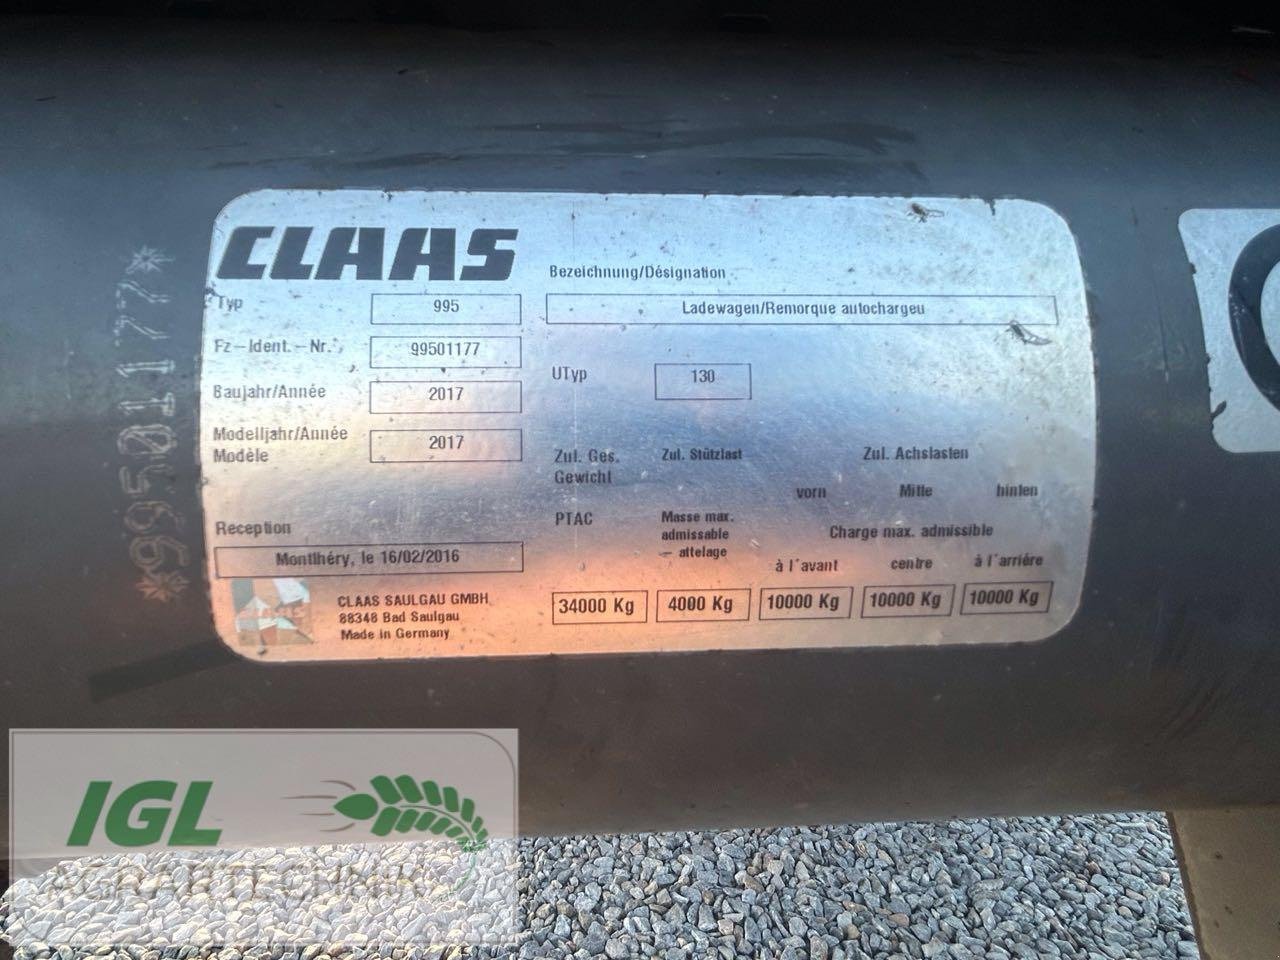 CLAAS
Bezeichnung/Désignation
Typ 995
Ladewagen/Remorque autochargeu
Fz-Ident.-Nr. 99501177
UTyp 130
Baujahr/Année 2017
Modelljahr/Année 2017
Modèle
Zul. Ges. Zul. Stützlast Zul. Achslasten
Gewicht
vorn Mitte hinten
Reception
PTAC Masse max. Charge max. admissible
admissable
attelage
à l'avant centre à l'arriére
Montlhéry, le 16/02/2016
34000 Kg 4000 Kg 10000 Kg 10000 Kg 10000 Kg
CLAAS SAULGAU GMBH
88348 Bad Saulgau
Made in Germany
*99501177*
IGL
AGRARTECHNIK